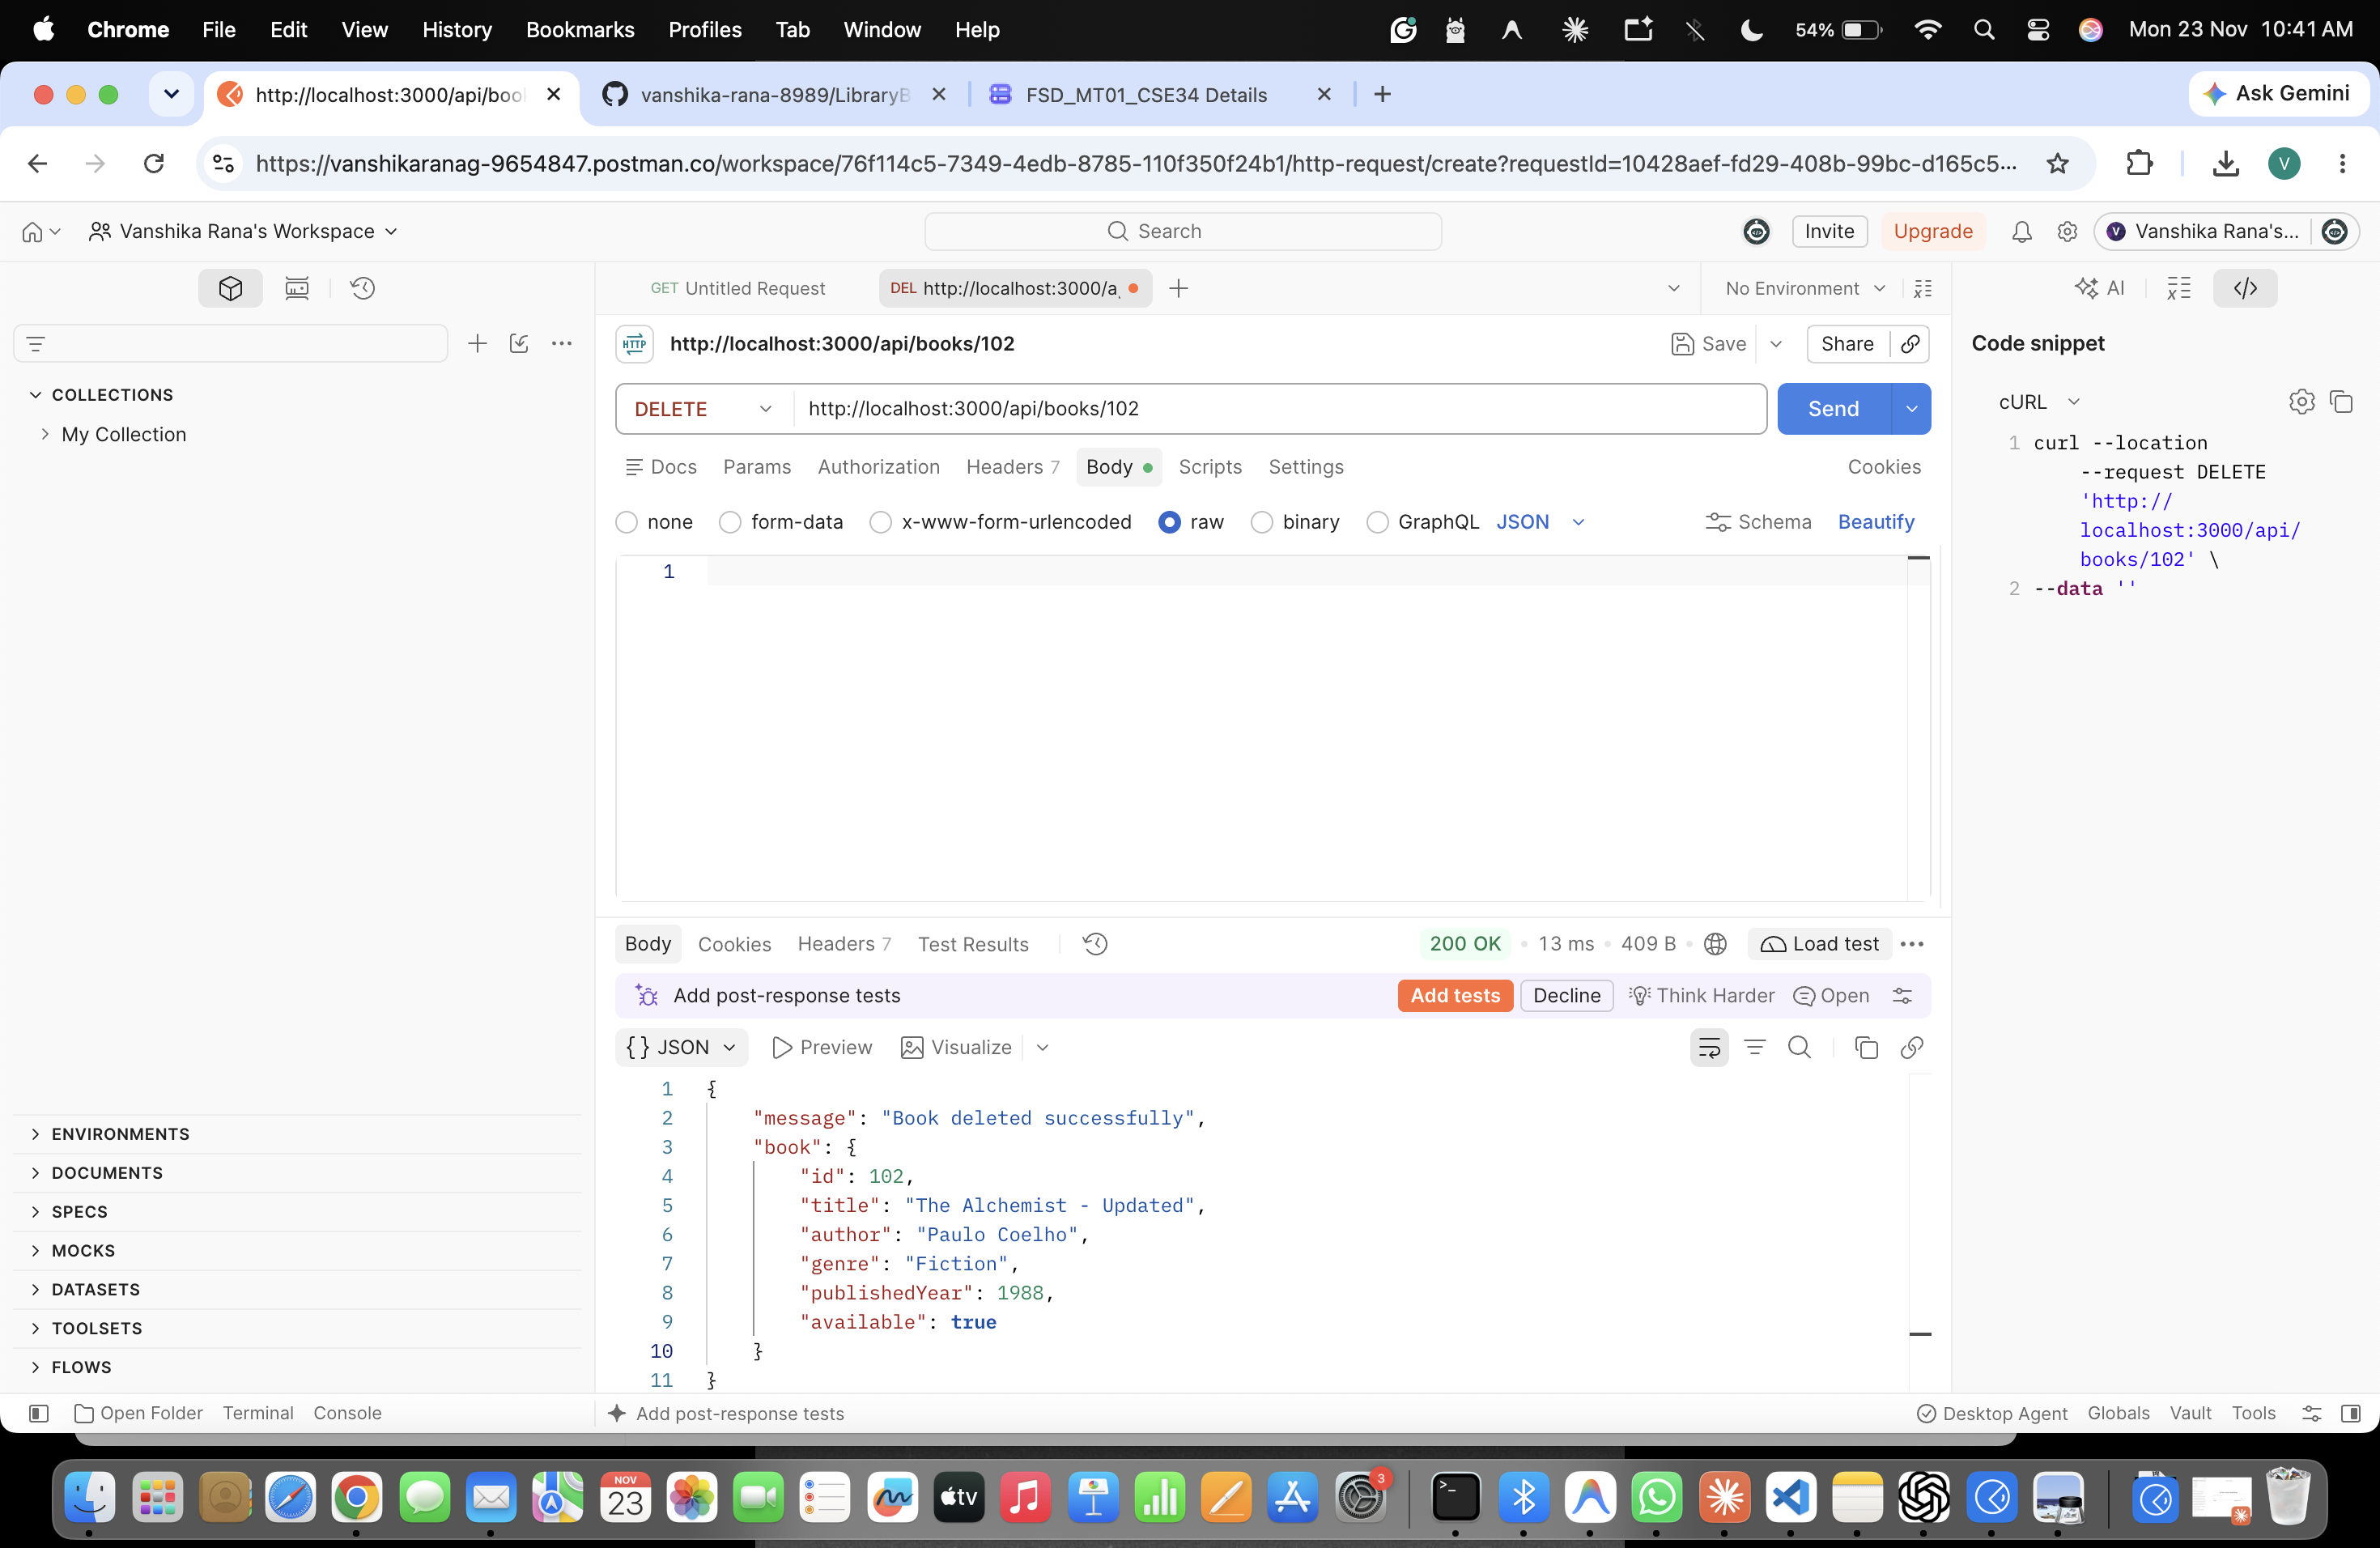 Chrome File Edit View History Bookmarks Profiles Tab Window Help 54% Mon 23 Nov 10:41 AM
http://localhost:3000/api/boo vanshika-rana-8989/LibraryB FSD_MT01_CSE34 Details Ask Gemini
https://vanshikaranag-9654847.postman.co/workspace/76f114c5-7349-4edb-8785-110f350f24b1/http-request/create?requestId=10428aef-fd29-408b-99bc-d165c5... V
Vanshika Rana's Workspace Search Invite Upgrade V Vanshika Rana's...
GET Untitled Request DEL http://localhost:3000/a No Environment AI
HTTP http://localhost:3000/api/books/102 Save Share Code snippet
COLLECTIONS
My Collection
DELETE http://localhost:3000/api/books/102 Send
Docs Params Authorization Headers 7 Body Scripts Settings Cookies
none form-data x-www-form-urlencoded raw binary GraphQL JSON Schema Beautify
1
cURL
1 curl --location
--request DELETE
'http://
localhost:3000/api/
books/102' \
2 --data ''
Body Cookies Headers 7 Test Results 200 OK • 13 ms • 409 B • Load test
Add post-response tests Add tests Decline Think Harder Open
{} JSON Preview Visualize
1 {
2 "message": "Book deleted successfully",
3 "book": {
4 "id": 102,
5 "title": "The Alchemist - Updated",
6 "author": "Paulo Coelho",
7 "genre": "Fiction",
8 "publishedYear": 1988,
9 "available": true
10 }
11 }
ENVIRONMENTS
DOCUMENTS
SPECS
MOCKS
DATASETS
TOOLSETS
FLOWS
Open Folder Terminal Console Add post-response tests Desktop Agent Globals Vault Tools
NOV
23
tv
3